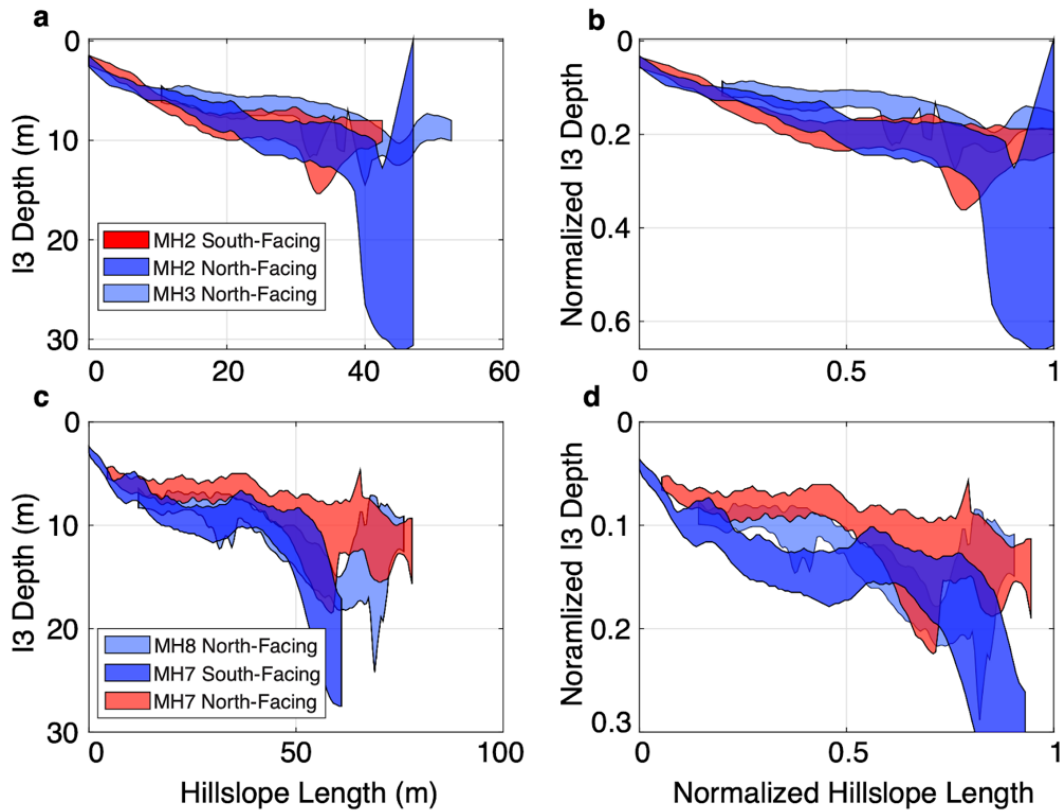 a
0
10
20
30
I3 Depth (m)
MH2 South-Facing
MH2 North-Facing
MH3 North-Facing
0
20
40
60
b
0
0.2
0.4
0.6
Normalized I3 Depth
0
0.5
1
c
0
10
20
30
I3 Depth (m)
MH8 North-Facing
MH7 South-Facing
MH7 North-Facing
0
50
100
Hillslope Length (m)
d
0
0.1
0.2
0.3
Noramlized I3 Depth
0
0.5
1
Normalized Hillslope Length